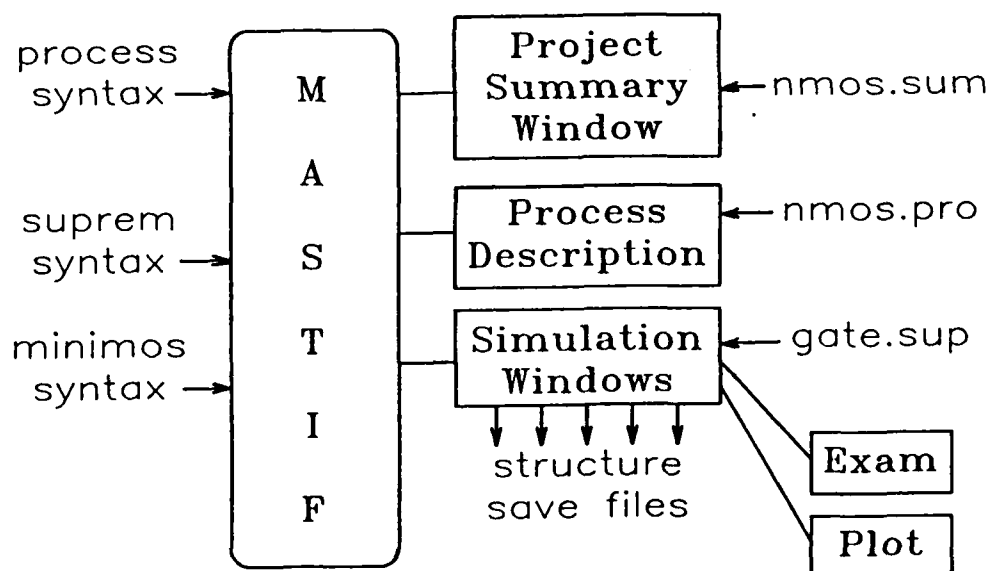 process
syntax
suprem
syntax
minimos
syntax
M
A
S
T
I
F
Project
Summary
Window
nmos.sum
Process
Description
nmos.pro
Simulation
Windows
gate.sup
structure
save files
Exam
Plot